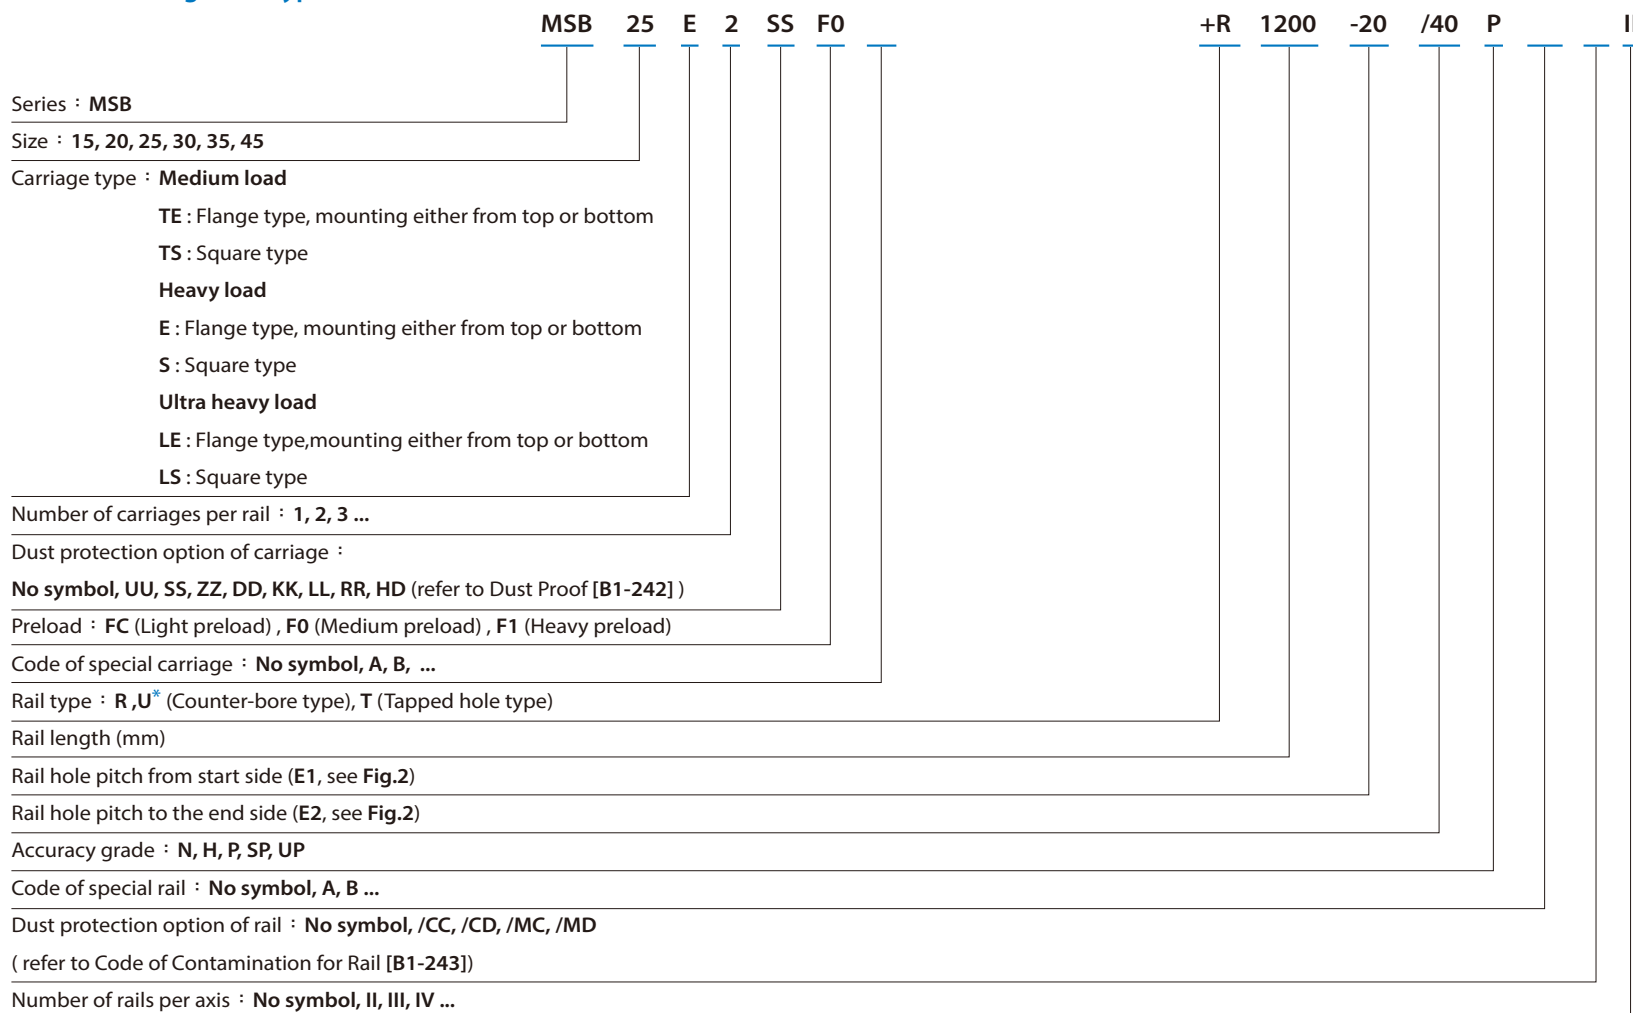 MSB 25 E 2 SS F0 +R 1200 -20 /40 P
Series : MSB
Size : 15, 20, 25, 30, 35, 45
Carriage type : Medium load
TE : Flange type, mounting either from top or bottom
TS : Square type
Heavy load
E : Flange type, mounting either from top or bottom
S : Square type
Ultra heavy load
LE : Flange type,mounting either from top or bottom
LS : Square type
Number of carriages per rail : 1, 2, 3 ...
Dust protection option of carriage :
No symbol, UU, SS, ZZ, DD, KK, LL, RR, HD (refer to Dust Proof [B1-242] )
Preload : FC (Light preload) , F0 (Medium preload) , F1 (Heavy preload)
Code of special carriage : No symbol, A, B, ...
Rail type : R ,U* (Counter-bore type), T (Tapped hole type)
Rail length (mm)
Rail hole pitch from start side (E1, see Fig.2)
Rail hole pitch to the end side (E2, see Fig.2)
Accuracy grade : N, H, P, SP, UP
Code of special rail : No symbol, A, B ...
Dust protection option of rail : No symbol, /CC, /CD, /MC, /MD
( refer to Code of Contamination for Rail [B1-243])
Number of rails per axis : No symbol, II, III, IV ...